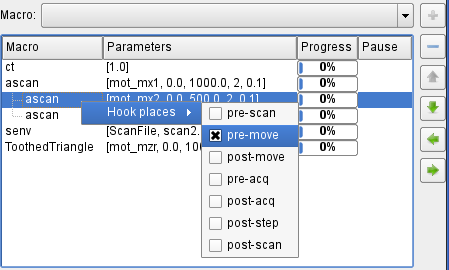 Macro:
Macro Parameters Progress Pause
ct [1.0] 0%
ascan [mot_mx1, 0.0, 1000.0, 2, 0.1] 0%
ascan [mot_mx2, 0.0, 500.0, 2, 0.1] 0%
ascan 0%
Hook places
pre-scan
senv [ScanFile, scan2. 0%
pre-move
ToothedTriangle [mot_mzr, 0.0, 100 0%
post-move
pre-acq
post-acq
post-step
post-scan